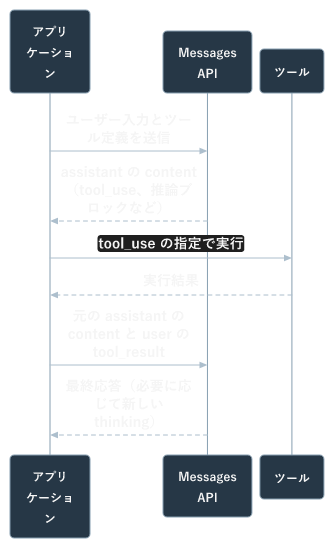 アプリ
ケーショ
ン
Messages
API
ツール
ユーザー入力とツー
ル定義を送信
assistant の content
（tool_use、推論ブ
ロックなど）
tool_use の指定で実行
実行結果
元の assistant の
content と user の
tool_result
最終応答（必要に応
じて新しい
thinking）
アプリ
ケーショ
ン
Messages
API
ツール